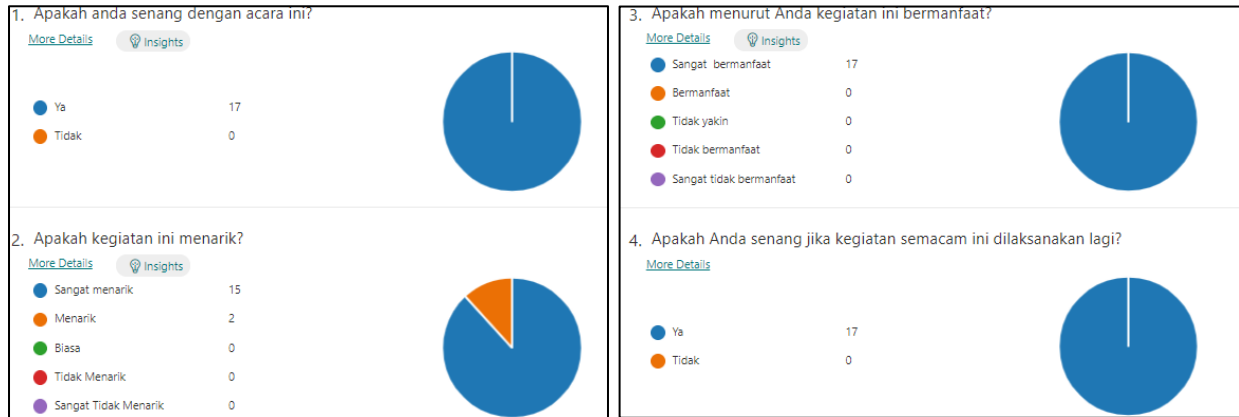 1. Apakah anda senang dengan acara ini?
More Details Insights
Ya 17
Tidak 0
2. Apakah kegiatan ini menarik?
More Details Insights
Sangat menarik 15
Menarik 2
Biasa 0
Tidak Menarik 0
Sangat Tidak Menarik 0
3. Apakah menurut Anda kegiatan ini bermanfaat?
More Details Insights
Sangat bermanfaat 17
Bermanfaat 0
Tidak yakin 0
Tidak bermanfaat 0
Sangat tidak bermanfaat 0
4. Apakah Anda senang jika kegiatan semacam ini dilaksanakan lagi?
More Details
Ya 17
Tidak 0